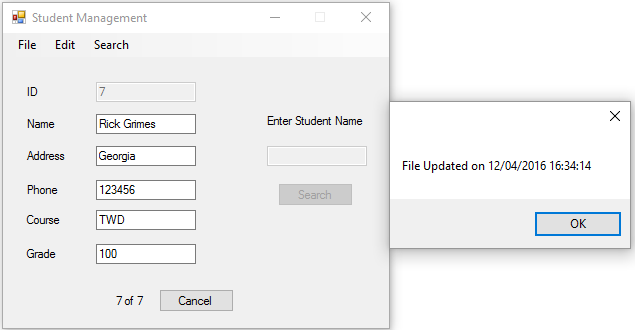 Student Management
File Edit Search
ID 7
Name Rick Grimes
Enter Student Name
Address Georgia
Phone 123456
Search
Course TWD
Grade 100
7 of 7 Cancel
File Updated on 12/04/2016 16:34:14
OK